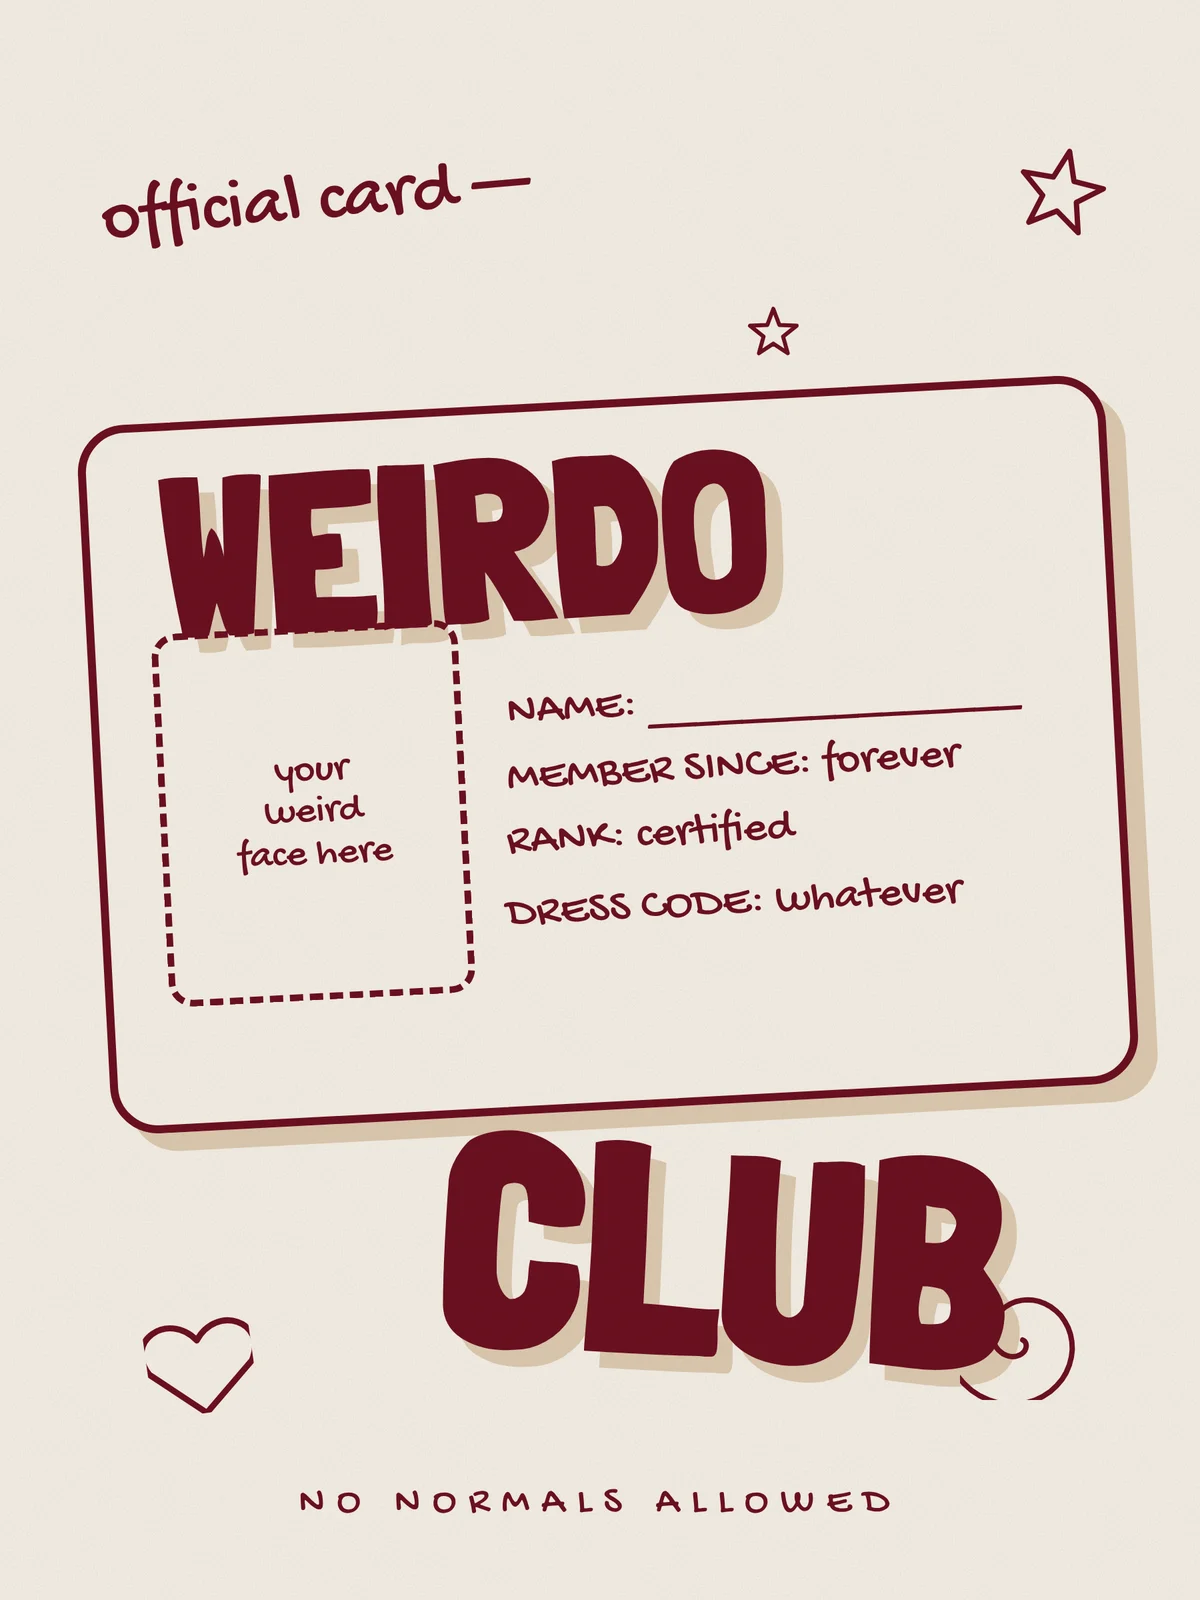 official card —
WEIRDO
your
weird
face here
NAME:
MEMBER SINCE: forever
RANK: certified
DRESS CODE: whatever
CLUB
NO NORMALS ALLOWED